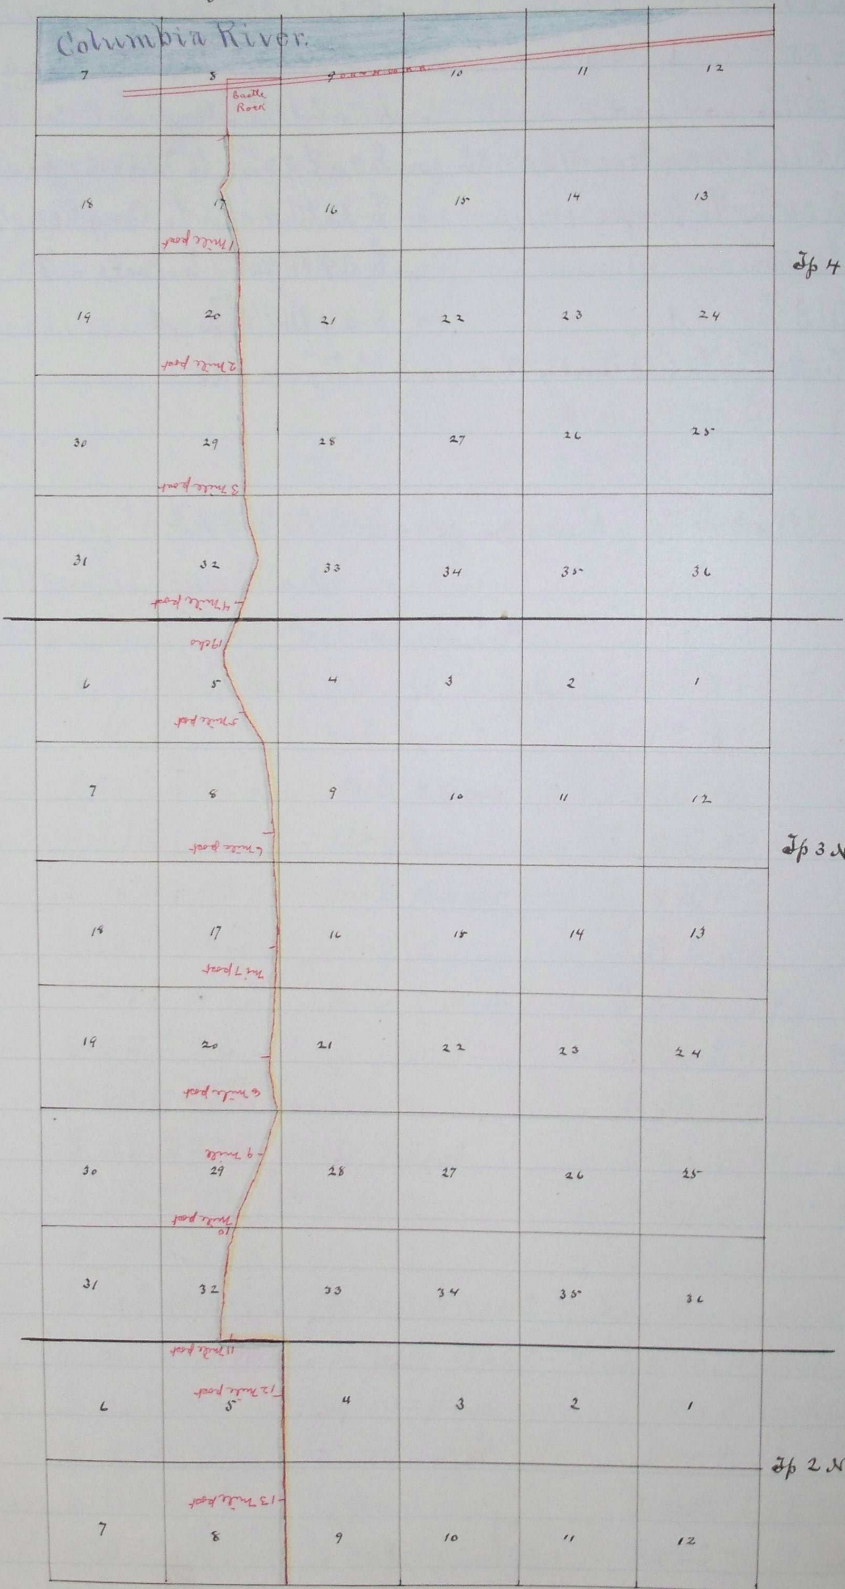 Columbia River.
7 8 9 10 11 12
Castle
Rock
18 17 16 15 14 13
1 mile post
Tp 4
19 20 21 22 23 24
2 mile post
30 29 28 27 26 25
3 mile post
31 32 33 34 35 36
4 mile post
6 5 4 3 2 1
5 mile post
7 8 9 10 11 12
6 mile post
Tp 3 N
18 17 16 15 14 13
7 post
19 20 21 22 23 24
mile post
9 mile
30 29 28 27 26 25
10
mile post
31 32 33 34 35 36
11 mile post
12 mile post
6 5 4 3 2 1
Tp 2 N
13 mile post
7 8 9 10 11 12